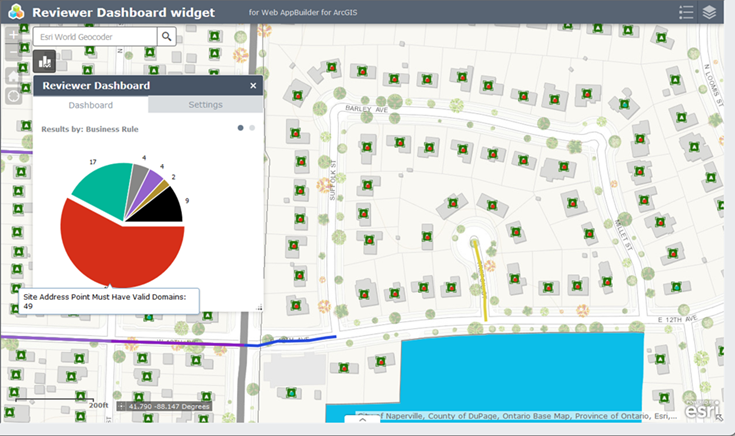 Reviewer Dashboard widget for Web AppBuilder for ArcGIS
Esri World Geocoder
Reviewer Dashboard ×
Dashboard Settings
Results by: Business Rule
17
4
4
2
9
Site Address Point Must Have Valid Domains:
49
BARLEY AVE
SUFFOLK ST
N LOOMIS ST
MILLET ST
E 12TH AVE
200ft
41.790 -88.147 Degrees
City of Naperville, County of DuPage, Ontario Base Map, Province of Ontario, Esri,...
esri